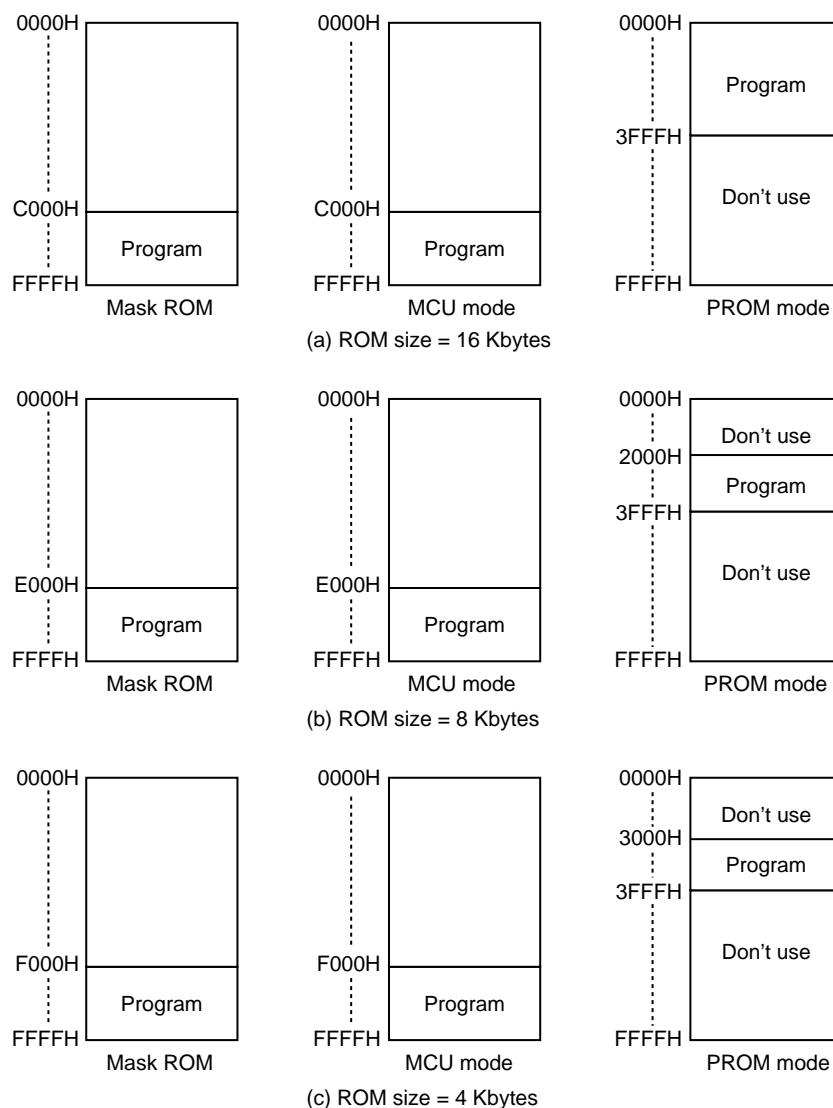 0000H 0000H 0000H
Program
3FFFH
Don't use
C000H C000H
Program Program
FFFFH FFFFH FFFFH
Mask ROM MCU mode PROM mode
(a) ROM size = 16 Kbytes
0000H 0000H 0000H
Don't use
2000H
Program
3FFFH
Don't use
E000H E000H
Program Program
FFFFH FFFFH FFFFH
Mask ROM MCU mode PROM mode
(b) ROM size = 8 Kbytes
0000H 0000H 0000H
Don't use
3000H
Program
3FFFH
Don't use
F000H F000H
Program Program
FFFFH FFFFH FFFFH
Mask ROM MCU mode PROM mode
(c) ROM size = 4 Kbytes